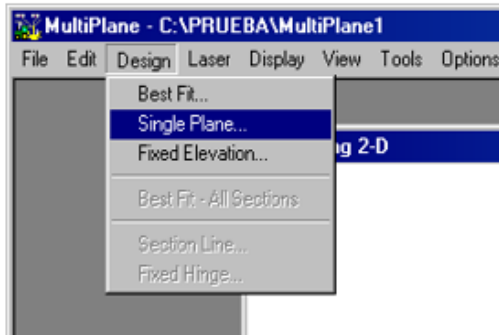 MultiPlane - C:\PRUEBA\MultiPlane1
File Edit Design Laser Display View Tools Options
Best Fit...
Single Plane...
Fixed Elevation...
2-D
Best Fit - All Sections
Section Line...
Fixed Hinge...